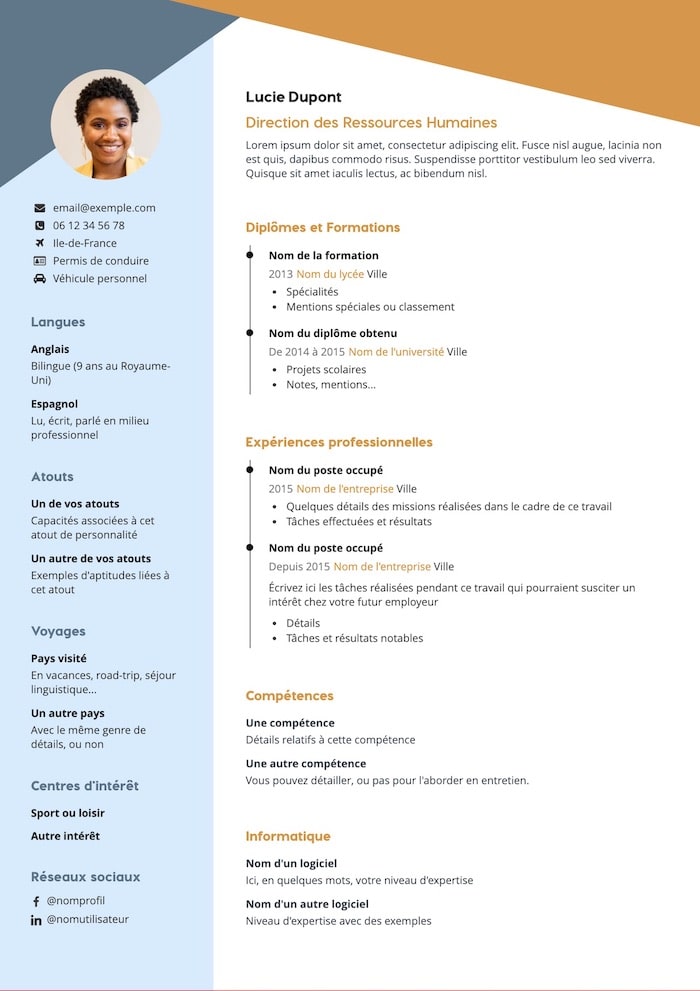 Lucie Dupont
Direction des Ressources Humaines
Lorem ipsum dolor sit amet, consectetur adipiscing elit. Fusce nisl augue, lacinia non
est quis, dapibus commodo risus. Suspendisse porttitor vestibulum leo sed viverra.
Quisque sit amet iaculis lectus, ac bibendum nisl.
email@exemple.com
06 12 34 56 78
Ile-de-France
Permis de conduire
Véhicule personnel
Langues
Anglais
Bilingue (9 ans au Royaume-
Uni)
Espagnol
Lu, écrit, parlé en milieu
professionnel
Atouts
Un de vos atouts
Capacités associées à cet
atout de personnalité
Un autre de vos atouts
Exemples d'aptitudes liées à
cet atout
Voyages
Pays visité
En vacances, road-trip, séjour
linguistique...
Un autre pays
Avec le même genre de
détails, ou non
Centres d'intérêt
Sport ou loisir
Autre intérêt
Réseaux sociaux
@nomprofil
@nomutilisateur
Diplômes et Formations
Nom de la formation
2013 Nom du lycée Ville
• Spécialités
• Mentions spéciales ou classement
Nom du diplôme obtenu
De 2014 à 2015 Nom de l'université Ville
• Projets scolaires
• Notes, mentions...
Expériences professionnelles
Nom du poste occupé
2015 Nom de l'entreprise Ville
• Quelques détails des missions réalisées dans le cadre de ce travail
• Tâches effectuées et résultats
Nom du poste occupé
Depuis 2015 Nom de l'entreprise Ville
Écrivez ici les tâches réalisées pendant ce travail qui pourraient susciter un
intérêt chez votre futur employeur
• Détails
• Tâches et résultats notables
Compétences
Une compétence
Détails relatifs à cette compétence
Une autre compétence
Vous pouvez détailler, ou pas pour l'aborder en entretien.
Informatique
Nom d'un logiciel
Ici, en quelques mots, votre niveau d'expertise
Nom d'un autre logiciel
Niveau d'expertise avec des exemples